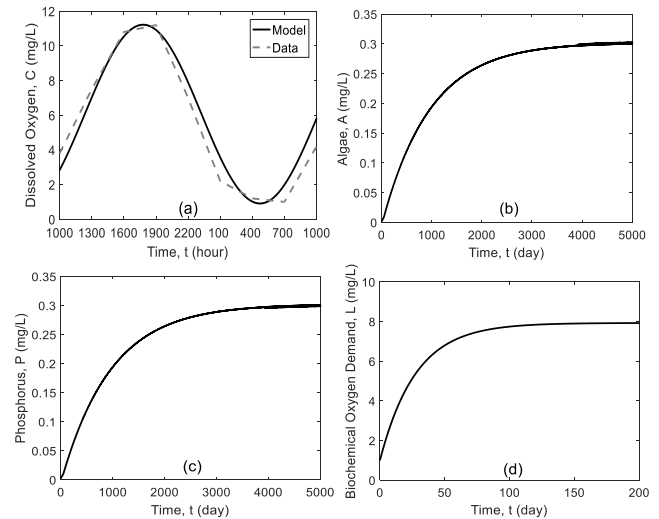 12
10
8
6
4
2
0
Dissolved Oxygen, C (mg/L)
Model
Data
(a)
1000 1300 1600 1900 2200 100 400 700 1000
Time, t (hour)
0.35
0.3
0.25
0.2
0.15
0.1
0.05
0
Algae, A (mg/L)
(b)
0 1000 2000 3000 4000 5000
Time, t (day)
0.35
0.3
0.25
0.2
0.15
0.1
0.05
0
Phosphorus, P (mg/L)
(c)
0 1000 2000 3000 4000 5000
Time, t (day)
10
8
6
4
2
0
Biochemical Oxygen Demand, L (mg/L)
(d)
0 50 100 150 200
Time, t (day)